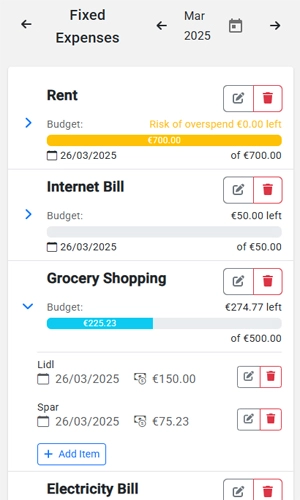 Fixed
Expenses
Mar
2025
Rent
Budget:
Risk of overspend €0.00 left
€700.00
26/03/2025
of €700.00
Internet Bill
Budget:
€50.00 left
26/03/2025
of €50.00
Grocery Shopping
Budget:
€274.77 left
€225.23
of €500.00
Lidl
26/03/2025
€150.00
Spar
26/03/2025
€75.23
+ Add Item
Electricity Bill